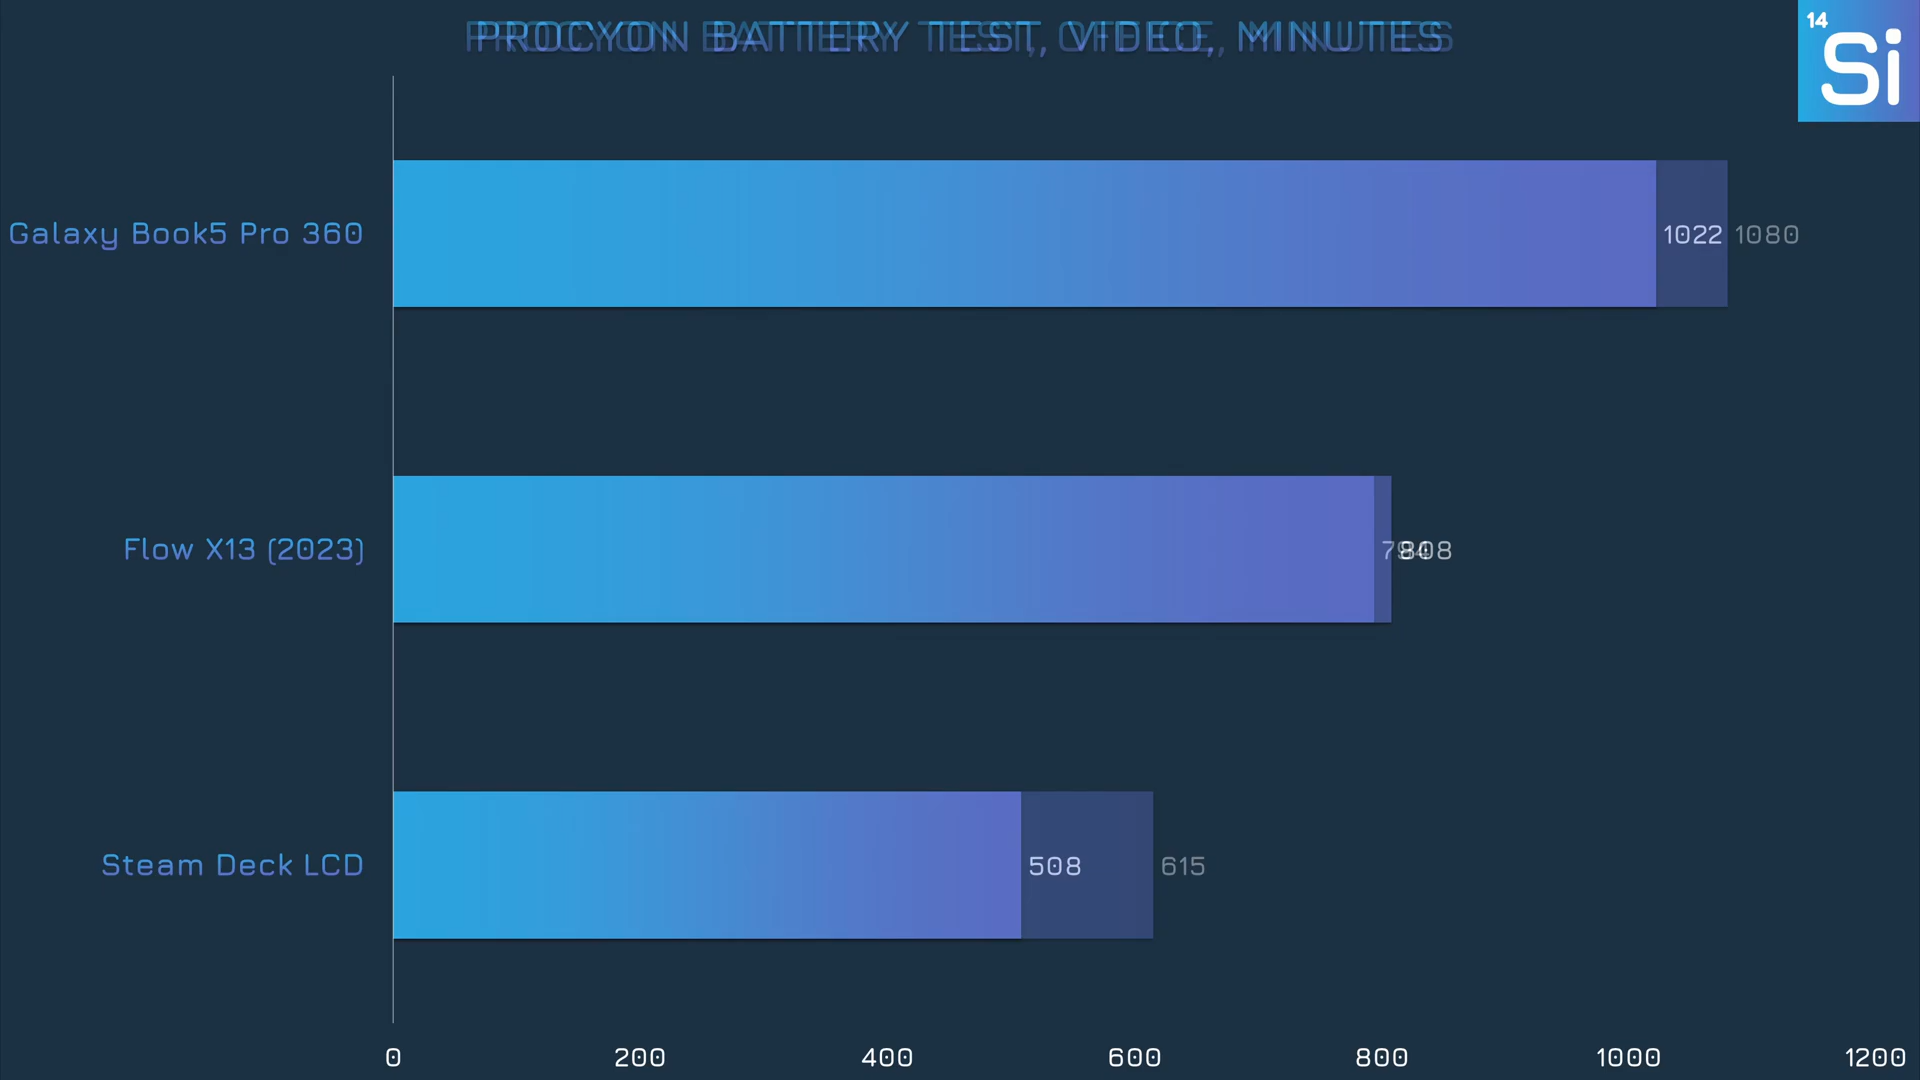 PROCYON BATTERY TEST, VIDEO, MINUTES
14
Si
Galaxy Book5 Pro 360
1022 1080
Flow X13 (2023)
808
Steam Deck LCD
508 615
0 200 400 600 800 1000 1200